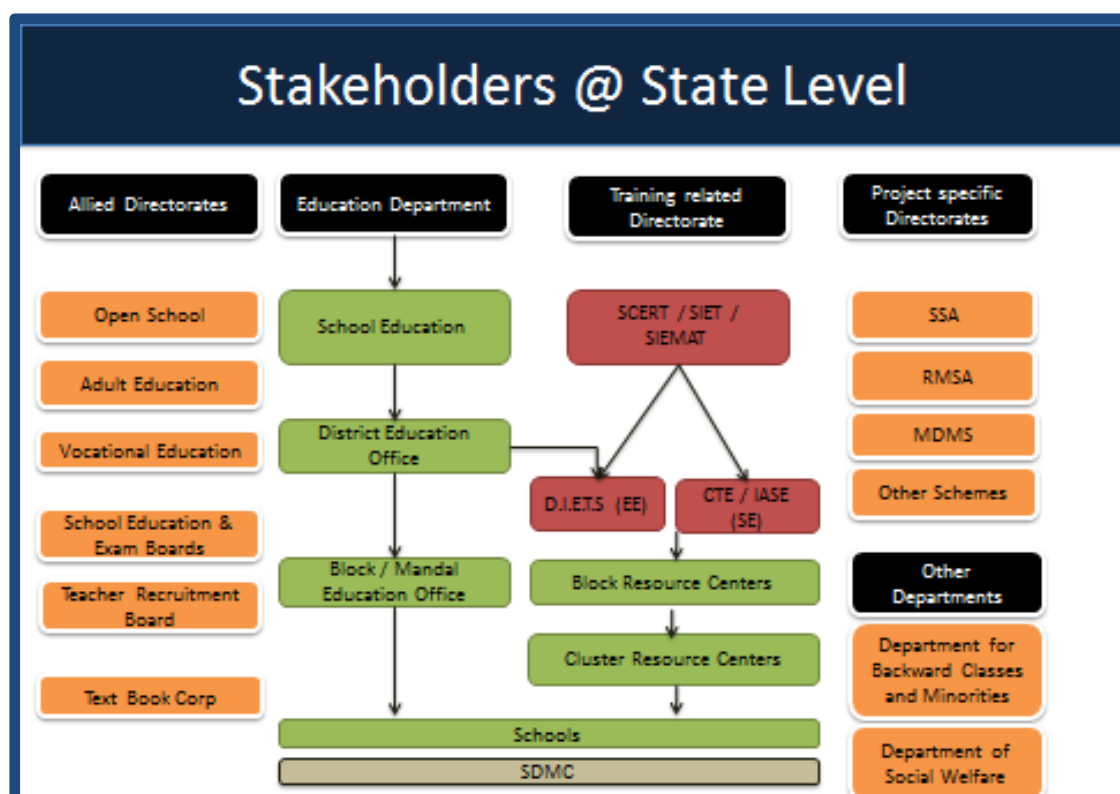 Stakeholders @ State Level
Allied Directorates
Education Department
Training related
Directorate
Project specific
Directorates
Open School
Adult Education
Vocational Education
School Education &
Exam Boards
Teacher Recruitment
Board
Text Book Corp
School Education
District Education
Office
Block / Mandal
Education Office
SCERT / SIET /
SIEMAT
D.I.E.T.S (EE)
CTE / IASE
(SE)
Block Resource Centers
Cluster Resource Centers
Schools
SDMC
SSA
RMSA
MDMS
Other Schemes
Other
Departments
Department for
Backward Classes
and Minorities
Department of
Social Welfare